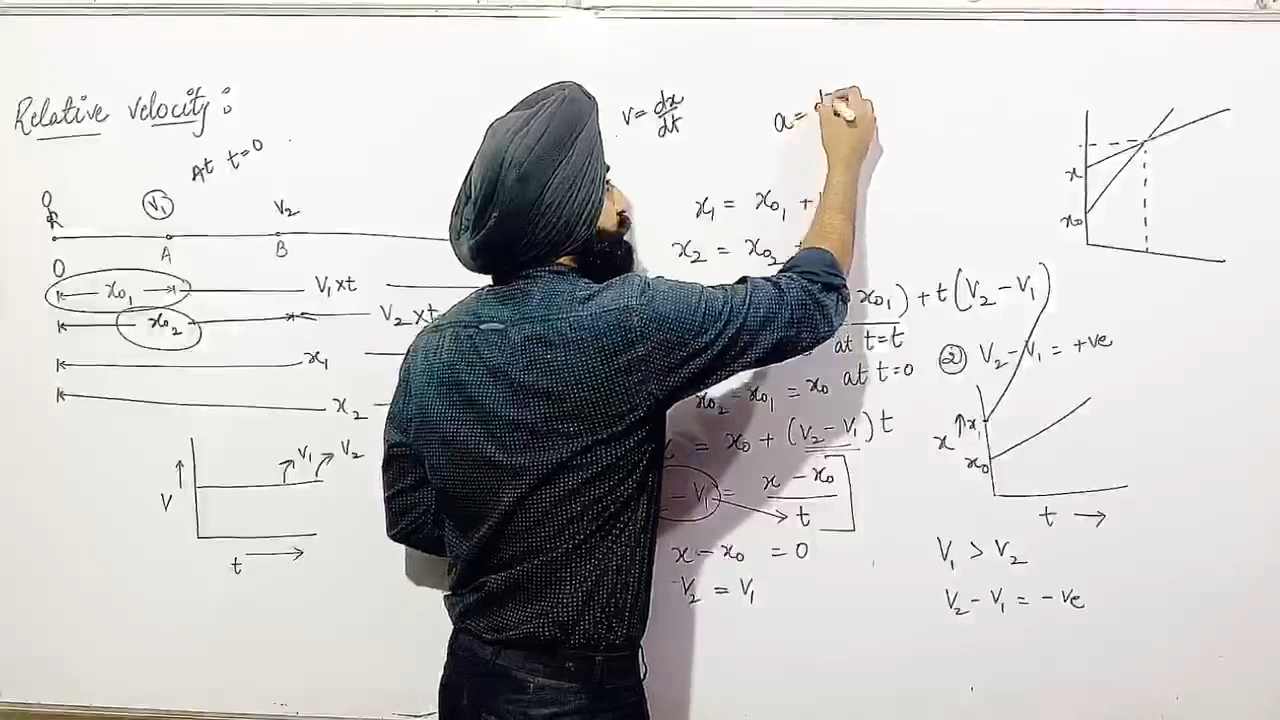 Relative velocity:
At t=0
V₁ V₂
A B
O
x₀₁ V₁×t
x₀₂ V₂×t
x₁
x₂
V₁ V₂
V
t
v = dx/dt
a =
x₁ = x₀₁ +
x₂ = x₀₂
x₀₁) + t(V₂ - V₁)
at t=t
x₀₂ - x₀₁ = x₀ at t=0
= x₀ + (V₂ - V₁)t
- V₁ = x - x₀ / t
x - x₀ = 0
V₂ = V₁
x
x₀
② V₂ - V₁ = +ve
x x₁
x₀
t
V₁ > V₂
V₂ - V₁ = -ve